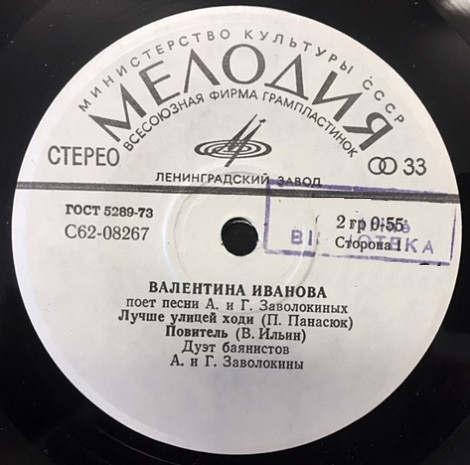 МИНИСТЕРСТВО КУЛЬТУРЫ СССР
МЕЛОДИЯ
ВСЕСОЮЗНАЯ ФИРМА ГРАМПЛАСТИНОК
СТЕРЕО
33
ЛЕНИНГРАДСКИЙ ЗАВОД
ГОСТ 5289-73
С62-08267
2 гр 0-55
Сторона 1
ВАЛЕНТИНА ИВАНОВА
поет песни А. и Г. Заволокиных
Лучше улицей ходи (П. Панасюк)
Повитель (В. Ильин)
Дуэт баянистов
А. и Г. Заволокины